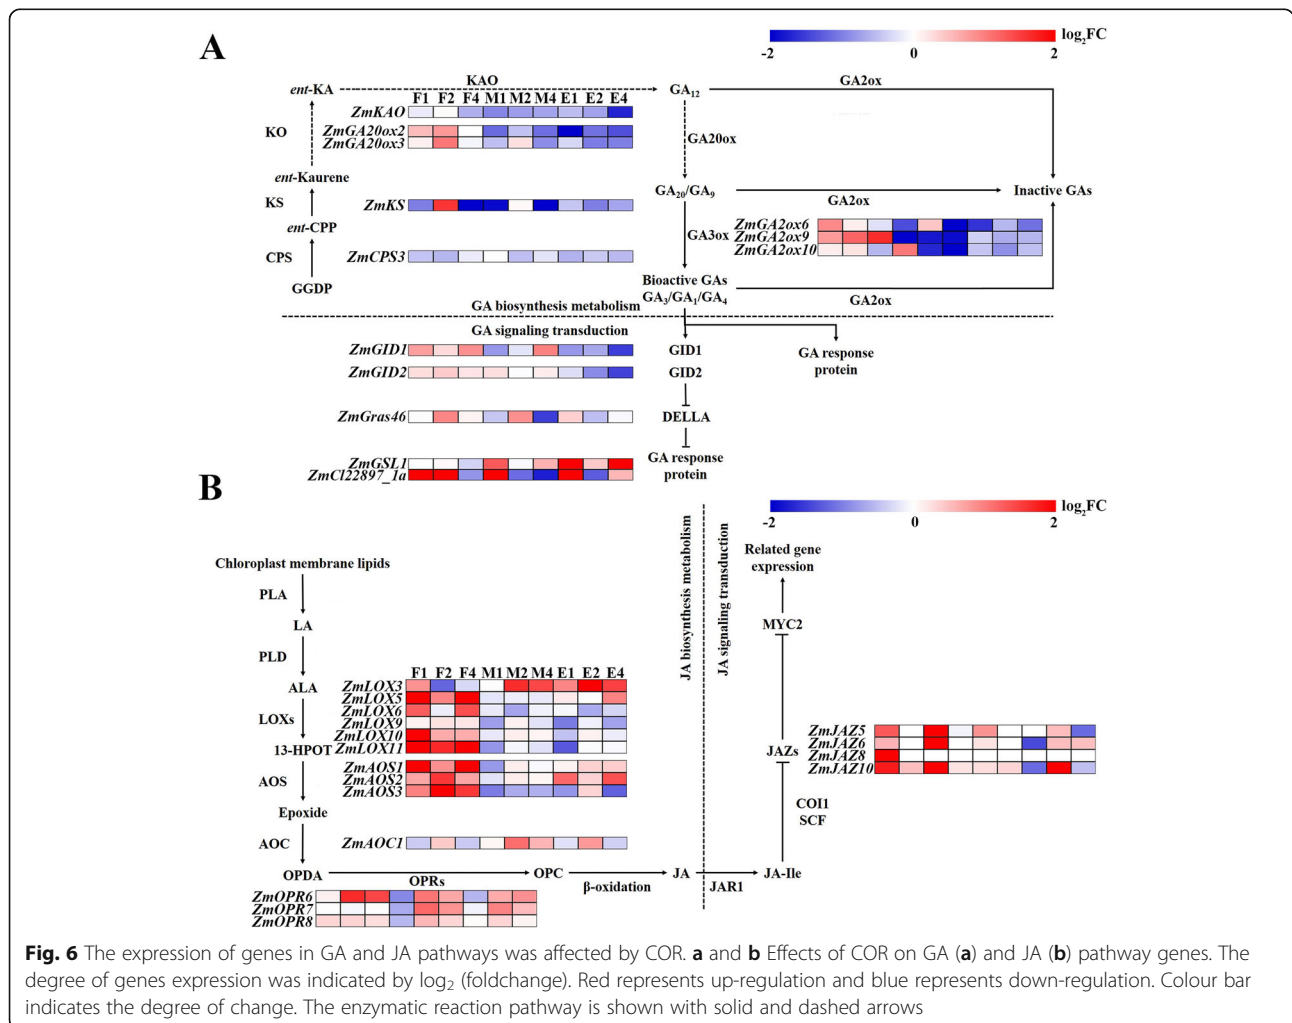 A
log₂FC
-2 0 2
ent-KA
KAO
GA₁₂
GA2ox
F1 F2 F4 M1 M2 M4 E1 E2 E4
ZmKAO
KO
ZmGA20ox2
ZmGA20ox3
GA20ox
ent-Kaurene
GA₂₀/GA₉
Inactive GAs
KS
ZmKS
GA2ox
ent-CPP
GA3ox
ZmGA2ox6
ZmGA2ox9
ZmGA2ox10
CPS
ZmCPS3
GGDP
Bioactive GAs
GA₃/GA₁/GA₄
GA2ox
GA biosynthesis metabolism
GA signaling transduction
ZmGID1
GID1
GA response
protein
ZmGID2
GID2
ZmGras46
DELLA
ZmGSL1
ZmCl22897_1a
GA response
protein
B
log₂FC
-2 0 2
JA biosynthesis metabolism
JA signaling transduction
Chloroplast membrane lipids
Related gene
expression
PLA
LA
MYC2
PLD
F1 F2 F4 M1 M2 M4 E1 E2 E4
ALA
ZmLOX3
ZmLOX5
ZmLOX6
ZmLOX9
ZmLOX10
ZmLOX11
LOXs
13-HPOT
JAZs
ZmJAZ5
ZmJAZ6
ZmJAZ8
ZmJAZ10
AOS
ZmAOS1
ZmAOS2
ZmAOS3
Epoxide
COI1
SCF
AOC
ZmAOC1
OPDA
OPRs
OPC
β-oxidation
JA
JAR1
JA-Ile
ZmOPR6
ZmOPR7
ZmOPR8
Fig. 6 The expression of genes in GA and JA pathways was affected by COR. a and b Effects of COR on GA (a) and JA (b) pathway genes. The
degree of genes expression was indicated by log₂ (foldchange). Red represents up-regulation and blue represents down-regulation. Colour bar
indicates the degree of change. The enzymatic reaction pathway is shown with solid and dashed arrows